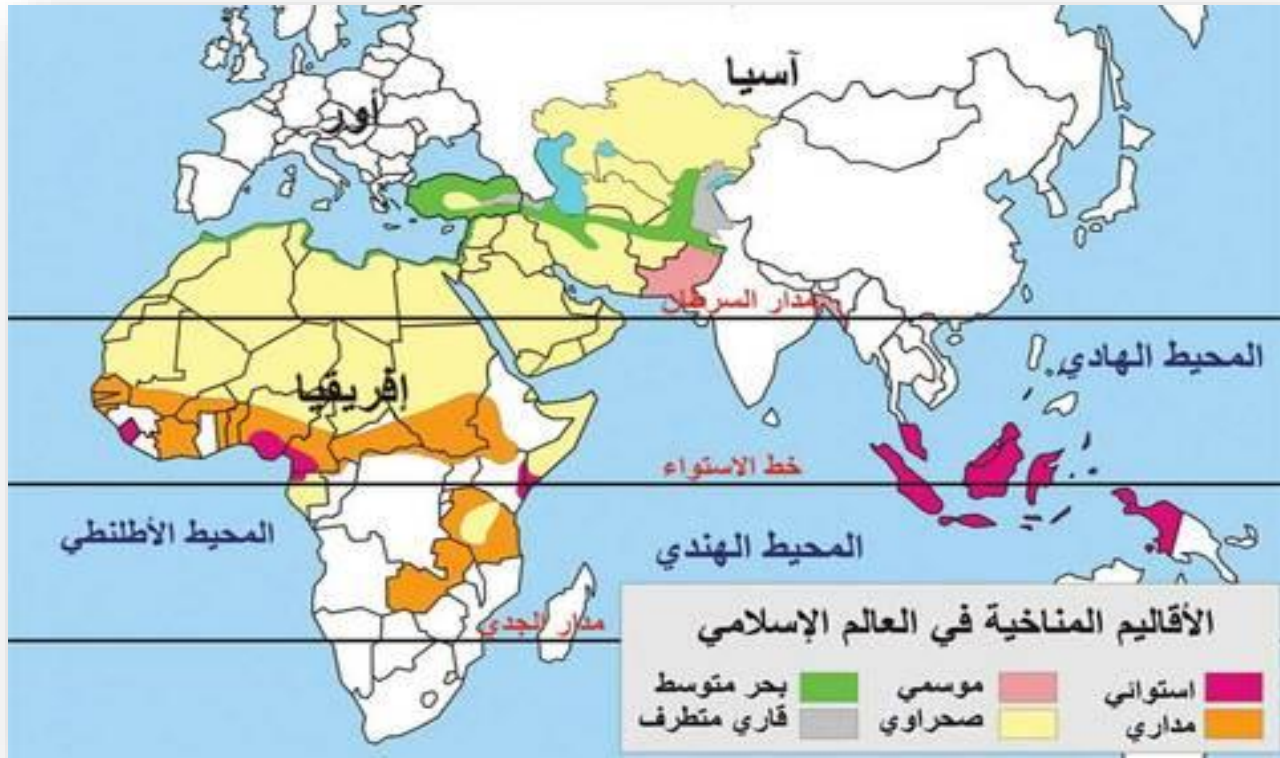 آسيا
أور
مدار السرطان
المحيط الهادي
إفريقيا
خط الاستواء
المحيط الأطلنطي
المحيط الهندي
مدار الجدي
الأقاليم المناخية في العالم الإسلامي
استوائي
موسمي
بحر متوسط
مداري
صحراوي
قاري متطرف